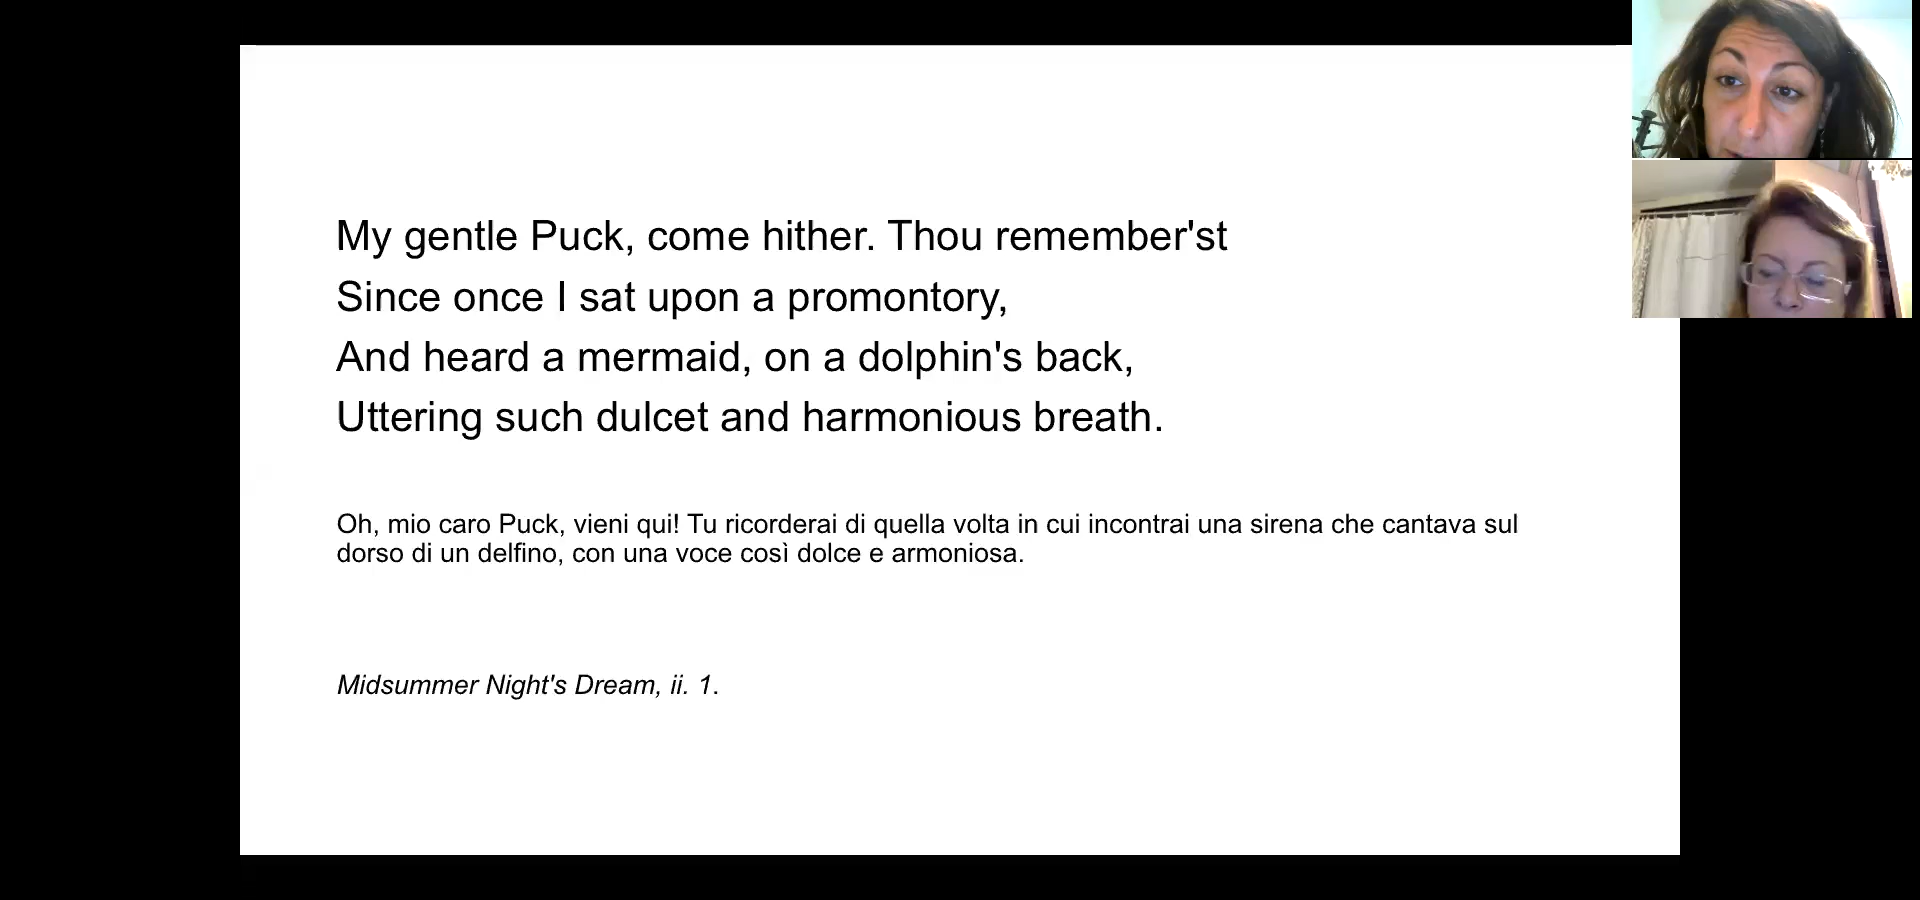 My gentle Puck, come hither. Thou remember'st
Since once I sat upon a promontory,
And heard a mermaid, on a dolphin's back,
Uttering such dulcet and harmonious breath.
Oh, mio caro Puck, vieni qui! Tu ricorderai di quella volta in cui incontrai una sirena che cantava sul
dorso di un delfino, con una voce così dolce e armoniosa.
Midsummer Night's Dream, ii. 1.